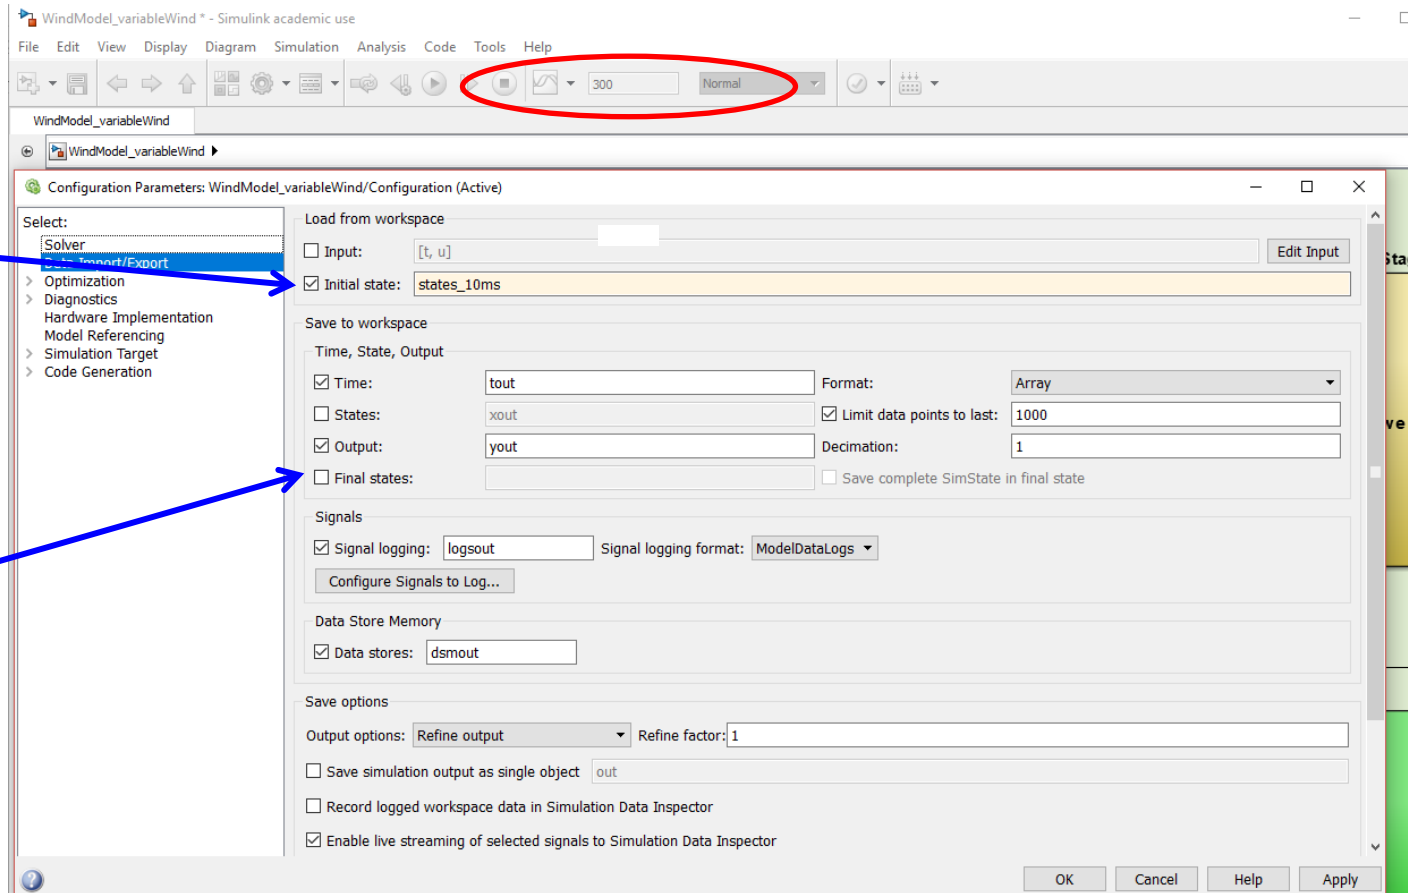 WindModel_variableWind * - Simulink academic use
File Edit View Display Diagram Simulation Analysis Code Tools Help
300 Normal
WindModel_variableWind
WindModel_variableWind
Configuration Parameters: WindModel_variableWind/Configuration (Active)
Select:
Solver
Data Import/Export
Optimization
Diagnostics
Hardware Implementation
Model Referencing
Simulation Target
Code Generation
Load from workspace
Input: [t, u] Edit Input
Initial state: states_10ms
Save to workspace
Time, State, Output
Time: tout Format: Array
States: xout Limit data points to last: 1000
Output: yout Decimation: 1
Final states: Save complete SimState in final state
Signals
Signal logging: logsout Signal logging format: ModelDataLogs
Configure Signals to Log...
Data Store Memory
Data stores: dsmout
Save options
Output options: Refine output Refine factor: 1
Save simulation output as single object out
Record logged workspace data in Simulation Data Inspector
Enable live streaming of selected signals to Simulation Data Inspector
OK Cancel Help Apply